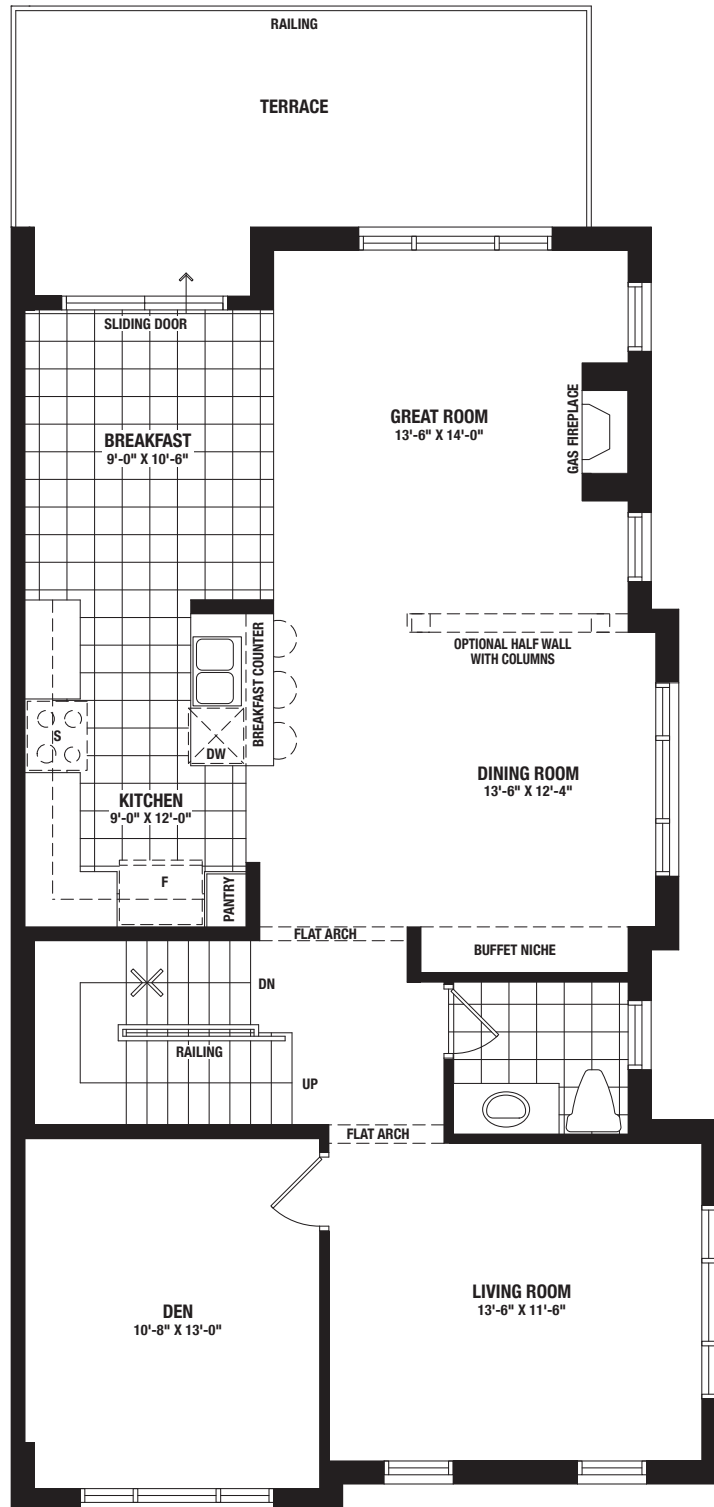 RAILING
TERRACE
SLIDING DOOR
BREAKFAST
9'-0" X 10'-6"
GREAT ROOM
13'-6" X 14'-0"
GAS FIREPLACE
OPTIONAL HALF WALL
WITH COLUMNS
BREAKFAST COUNTER
S
DW
KITCHEN
9'-0" X 12'-0"
DINING ROOM
13'-6" X 12'-4"
F
PANTRY
FLAT ARCH
BUFFET NICHE
DN
RAILING
UP
FLAT ARCH
DEN
10'-8" X 13'-0"
LIVING ROOM
13'-6" X 11'-6"